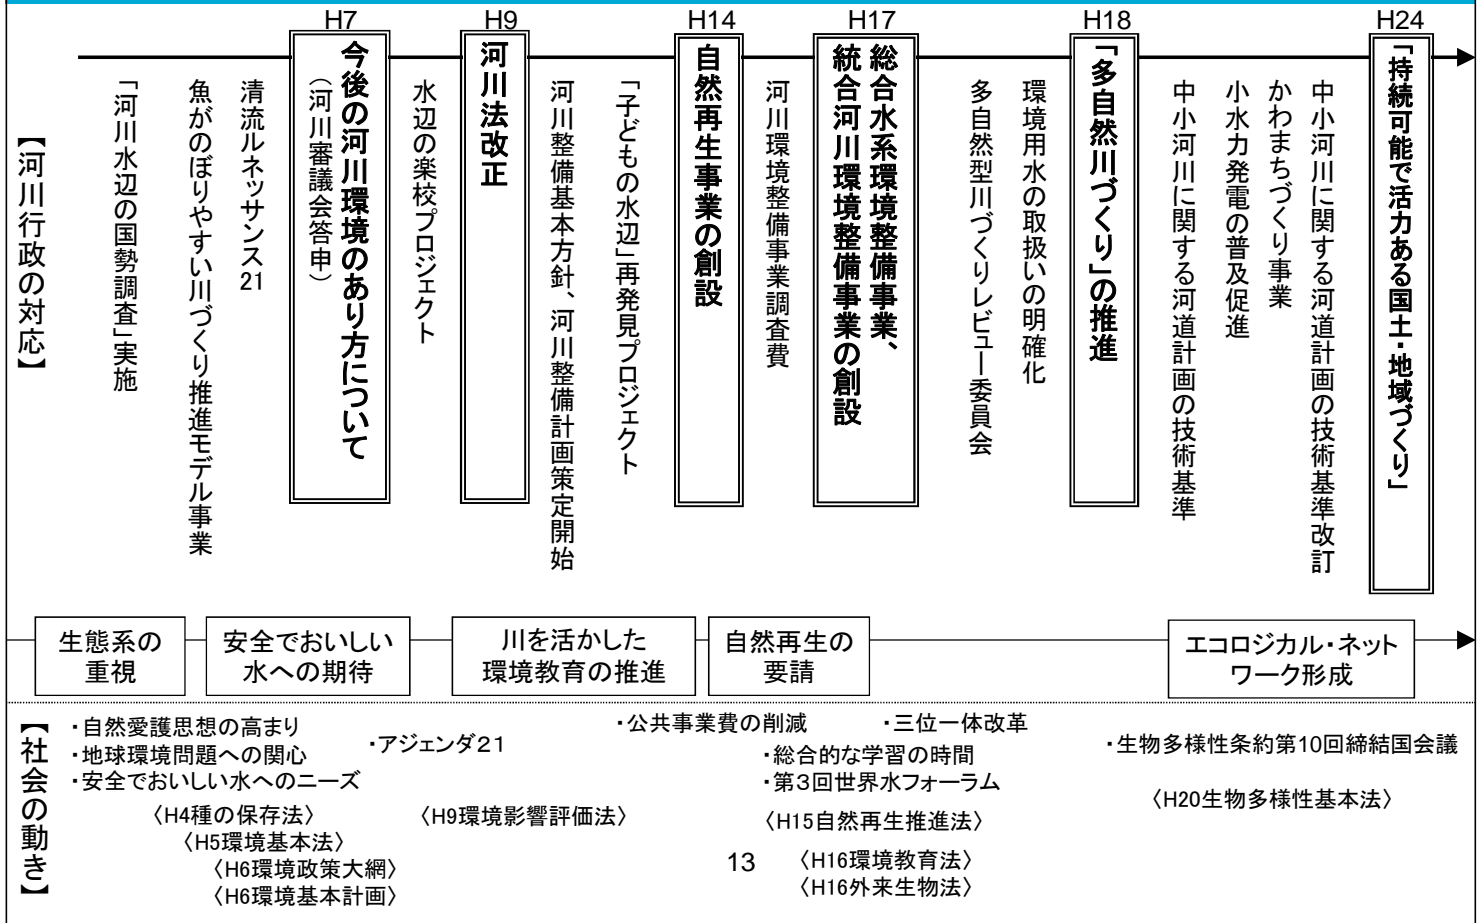 H7
H9
H14
H17
H18
H24
【河川行政の対応】
「河川水辺の国勢調査」実施
魚がのぼりやすい川づくり推進モデル事業
清流ルネッサンス21
今後の河川環境のあり方について
（河川審議会答申）
水辺の楽校プロジェクト
河川法改正
河川整備基本方針、河川整備計画策定開始
「子どもの水辺」再発見プロジェクト
自然再生事業の創設
河川環境整備事業調査費
総合水系環境整備事業、
統合河川環境整備事業の創設
多自然型川づくりレビュー委員会
環境用水の取扱いの明確化
「多自然川づくり」の推進
中小河川に関する河道計画の技術基準
小水力発電の普及促進
かわまちづくり事業
中小河川に関する河道計画の技術基準改訂
「持続可能で活力ある国土・地域づくり」
生態系の
重視
安全でおいしい
水への期待
川を活かした
環境教育の推進
自然再生の
要請
エコロジカル・ネット
ワーク形成
【社会の動き】
・自然愛護思想の高まり
・地球環境問題への関心
・安全でおいしい水へのニーズ
・アジェンダ21
・公共事業費の削減
・三位一体改革
・総合的な学習の時間
・第3回世界水フォーラム
・生物多様性条約第10回締結国会議
〈H4種の保存法〉
〈H5環境基本法〉
〈H6環境政策大綱〉
〈H6環境基本計画〉
〈H9環境影響評価法〉
〈H15自然再生推進法〉
〈H16環境教育法〉
〈H16外来生物法〉
〈H20生物多様性基本法〉
13